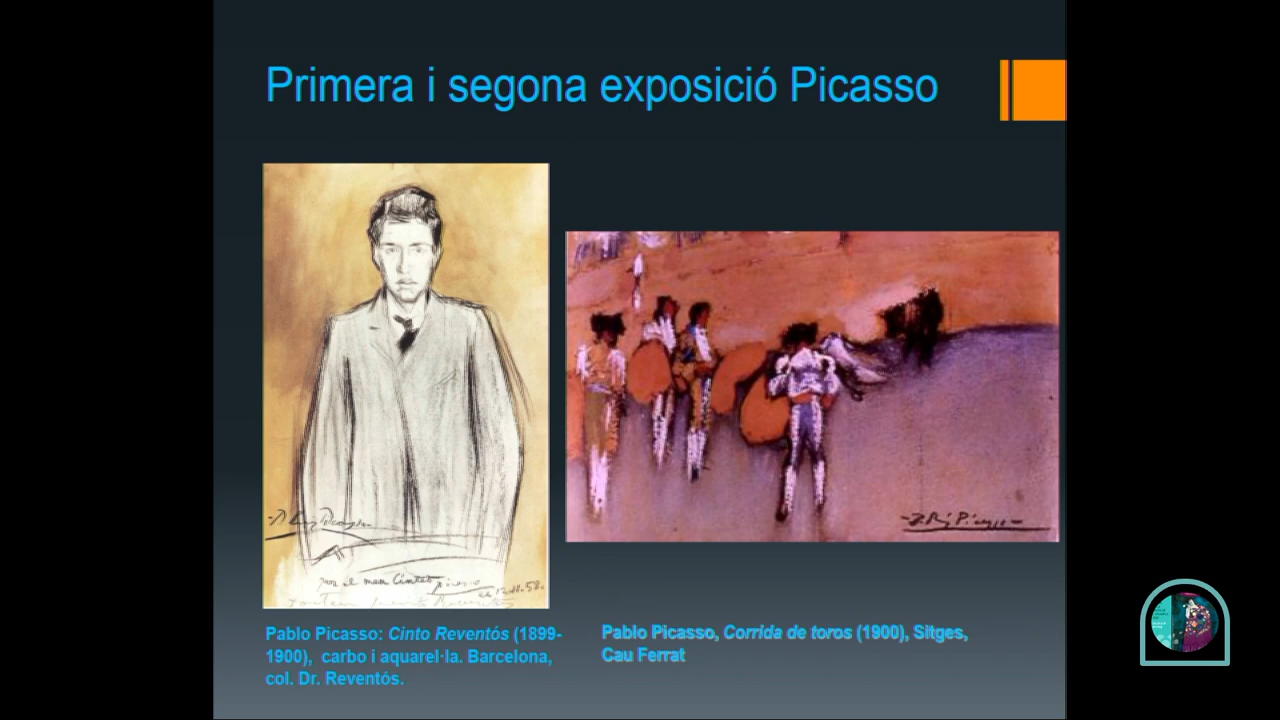 Primera i segona exposició Picasso
Pablo Picasso: Cinto Reventós (1899-
1900), carbo i aquarel·la. Barcelona,
col. Dr. Reventós.
Pablo Picasso, Corrida de toros (1900), Sitges,
Cau Ferrat